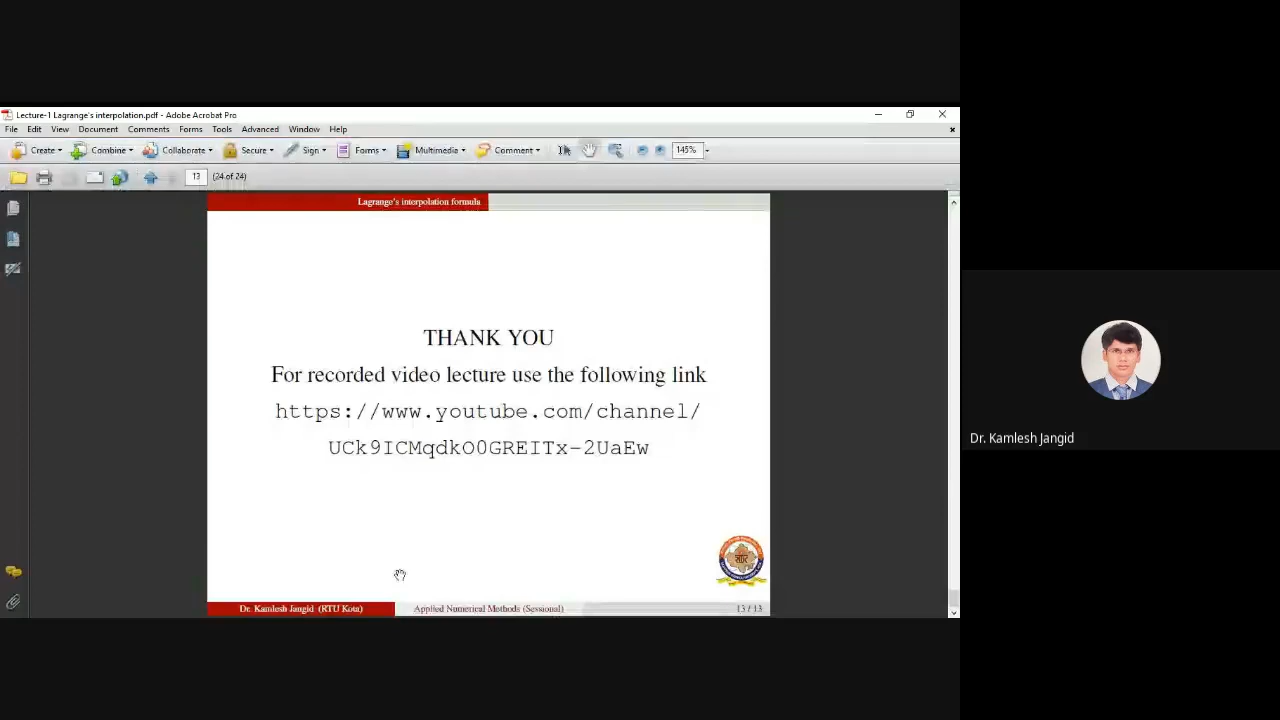 Lecture-1 Lagrange's interpolation.pdf - Adobe Acrobat Pro
File Edit View Document Comments Forms Tools Advanced Window Help
Create Combine Collaborate Secure Sign Forms Multimedia Comment 145%
13 (24 of 24)
Lagrange's interpolation formula
THANK YOU
For recorded video lecture use the following link
https://www.youtube.com/channel/
UCk9ICMqdkO0GREITx-2UaEw
Dr. Kamlesh Jangid (RTU Kota) Applied Numerical Methods (Sessional) 13 / 13
Dr. Kamlesh Jangid